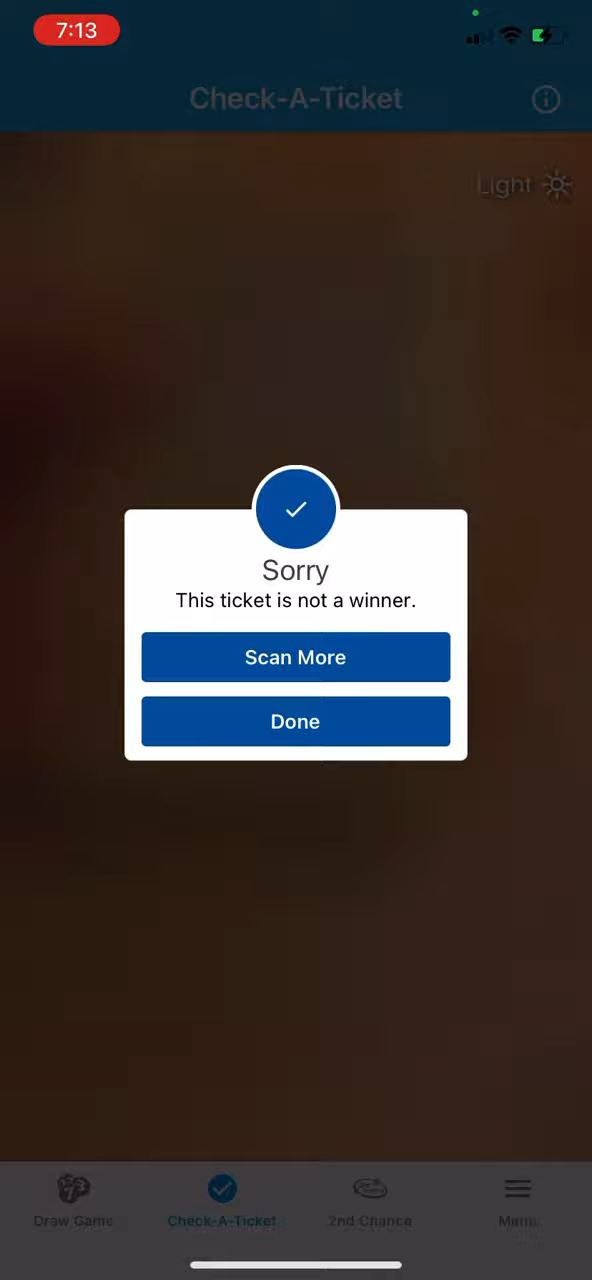 7:13
Check-A-Ticket
Light
Sorry
This ticket is not a winner.
Scan More
Done
Draw Game
Check-A-Ticket
2nd Chance
Menu